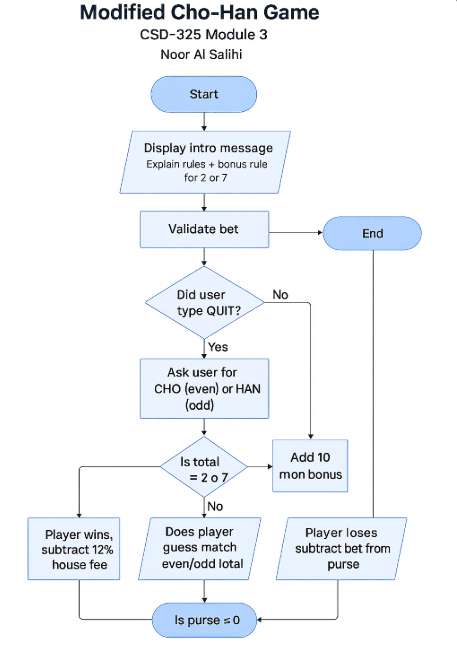 Modified Cho-Han Game
CSD-325 Module 3
Noor Al Salihi
Start
Display intro message
Explain rules + bonus rule
for 2 or 7
Validate bet
End
Did user
type QUIT?
No
Yes
Ask user for
CHO (even) or HAN
(odd)
Is total
= 2 o 7
Add 10
mon bonus
No
Player wins,
subtract 12%
house fee
Does player
guess match
even/odd lotal
Player loses
subtract bet from
purse
Is purse ≤ 0